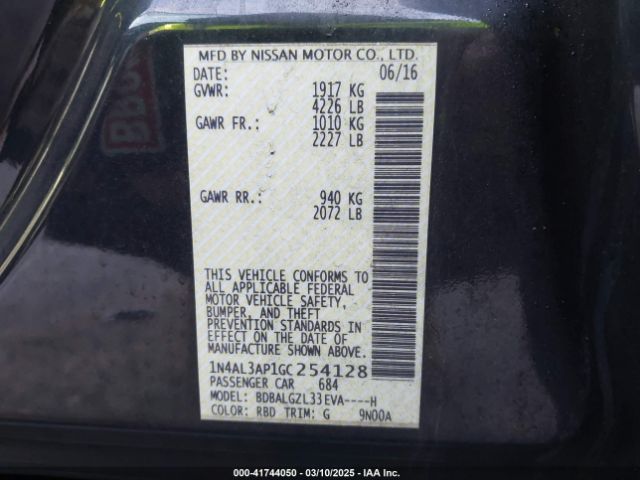 MFD BY NISSAN MOTOR CO., LTD.
DATE: 06/16
GVWR: 1917 KG
4226 LB
GAWR FR.: 1010 KG
2227 LB
GAWR RR.: 940 KG
2072 LB
THIS VEHICLE CONFORMS TO
ALL APPLICABLE FEDERAL
MOTOR VEHICLE SAFETY,
BUMPER, AND THEFT
PREVENTION STANDARDS IN
EFFECT ON THE DATE OF
MANUFACTURE SHOWN ABOVE.
1N4AL3AP1GC254128
PASSENGER CAR 684
MODEL: BDBALGZL33EVA----H
COLOR: RBD TRIM: G 9N00A
000-41744050 - 03/10/2025 - IAAI.COM